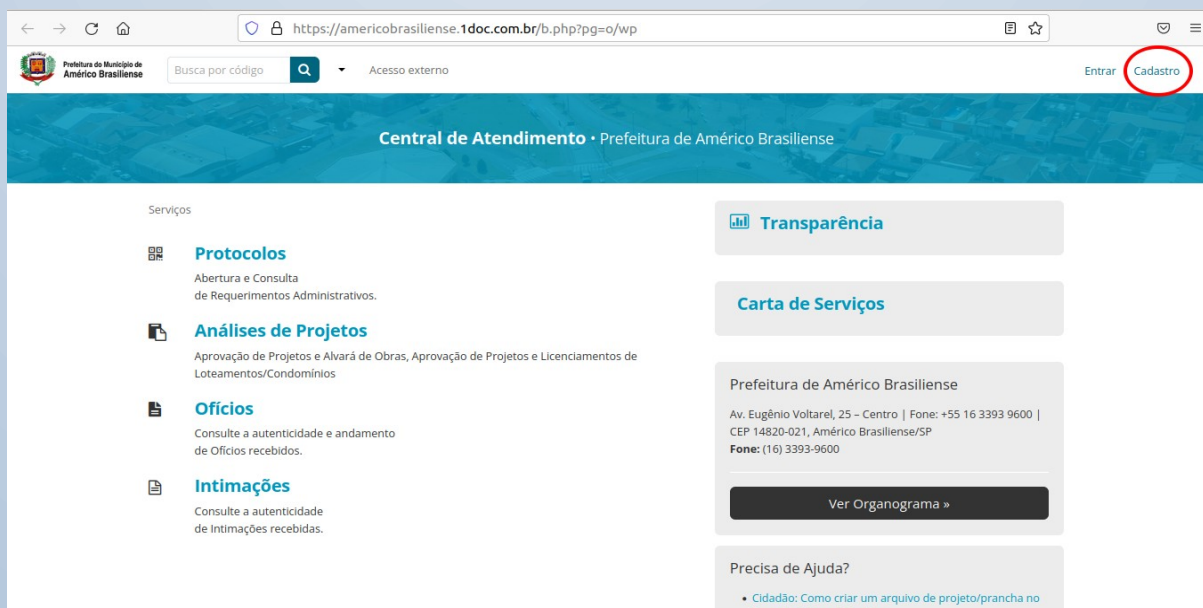 https://americobrasiliense.1doc.com.br/b.php?pg=o/wp
Prefeitura do Município de
Américo Brasiliense
Busca por código
Acesso externo
Entrar
Cadastro
Central de Atendimento · Prefeitura de Américo Brasiliense
Serviços
Protocolos
Abertura e Consulta
de Requerimentos Administrativos.
Análises de Projetos
Aprovação de Projetos e Alvará de Obras, Aprovação de Projetos e Licenciamentos de
Loteamentos/Condomínios
Ofícios
Consulte a autenticidade e andamento
de Ofícios recebidos.
Intimações
Consulte a autenticidade
de Intimações recebidas.
Transparência
Carta de Serviços
Prefeitura de Américo Brasiliense
Av. Eugênio Voltarel, 25 – Centro | Fone: +55 16 3393 9600 |
CEP 14820-021, Américo Brasiliense/SP
Fone: (16) 3393-9600
Ver Organograma »
Precisa de Ajuda?
• Cidadão: Como criar um arquivo de projeto/prancha no